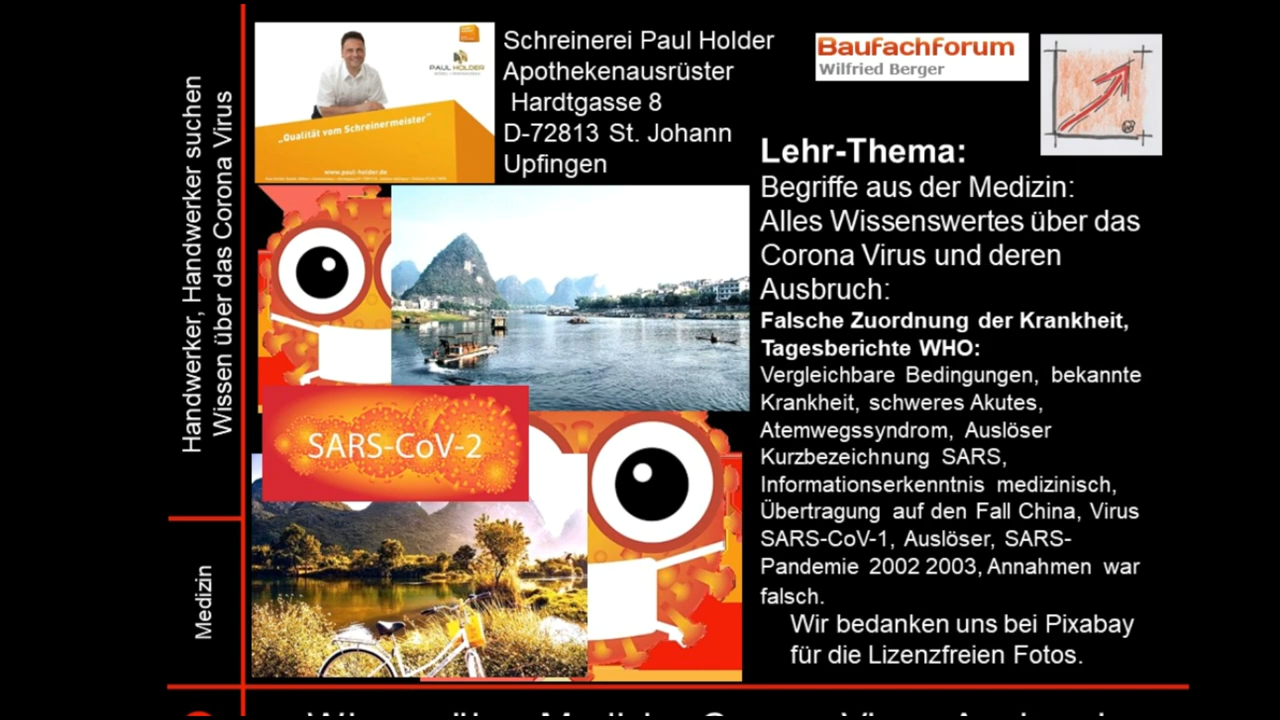 Handwerker, Handwerker suchen
Wissen über das Corona Virus
Medizin
PAUL HOLDER
„Qualität vom Schreinermeister"
www.paul-holder.de
Schreinerei Paul Holder
Apothekenausrüster
Hardtgasse 8
D-72813 St. Johann
Upfingen
Baufachforum
Wilfried Berger
Lehr-Thema:
Begriffe aus der Medizin:
Alles Wissenswertes über das
Corona Virus und deren
Ausbruch:
Falsche Zuordnung der Krankheit,
Tagesberichte WHO:
Vergleichbare Bedingungen, bekannte
Krankheit, schweres Akutes,
Atemwegssyndrom, Auslöser
Kurzbezeichnung SARS,
Informationserkenntnis medizinisch,
Übertragung auf den Fall China, Virus
SARS-CoV-1, Auslöser, SARS-
Pandemie 2002 2003, Annahmen war
falsch.
Wir bedanken uns bei Pixabay
für die Lizenzfreien Fotos.
SARS-CoV-2